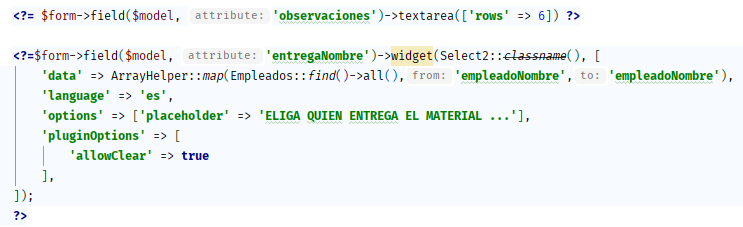 <?= $form->field($model, attribute: 'observaciones')->textarea(['rows' => 6]) ?>
<?=$form->field($model, attribute: 'entregaNombre')->widget(Select2::classname(), [
'data' => ArrayHelper::map(Empleados::find()->all(), from: 'empleadoNombre', to: 'empleadoNombre'),
'language' => 'es',
'options' => ['placeholder' => 'ELIGA QUIEN ENTREGA EL MATERIAL ...'],
'pluginOptions' => [
'allowClear' => true
],
]);
?>